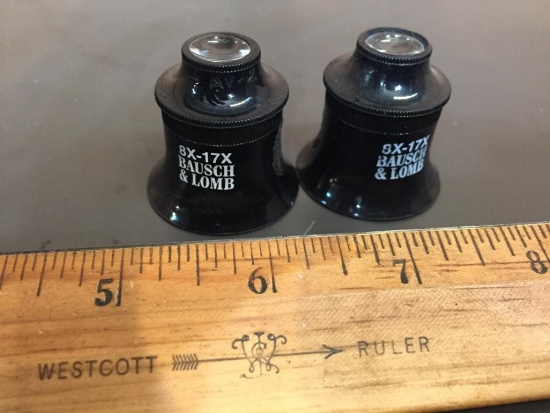 8X-17X
BAUSCH
& LOMB
8X-17X
BAUSCH
& LOMB
5 6 7 8
WESTCOTT RULER